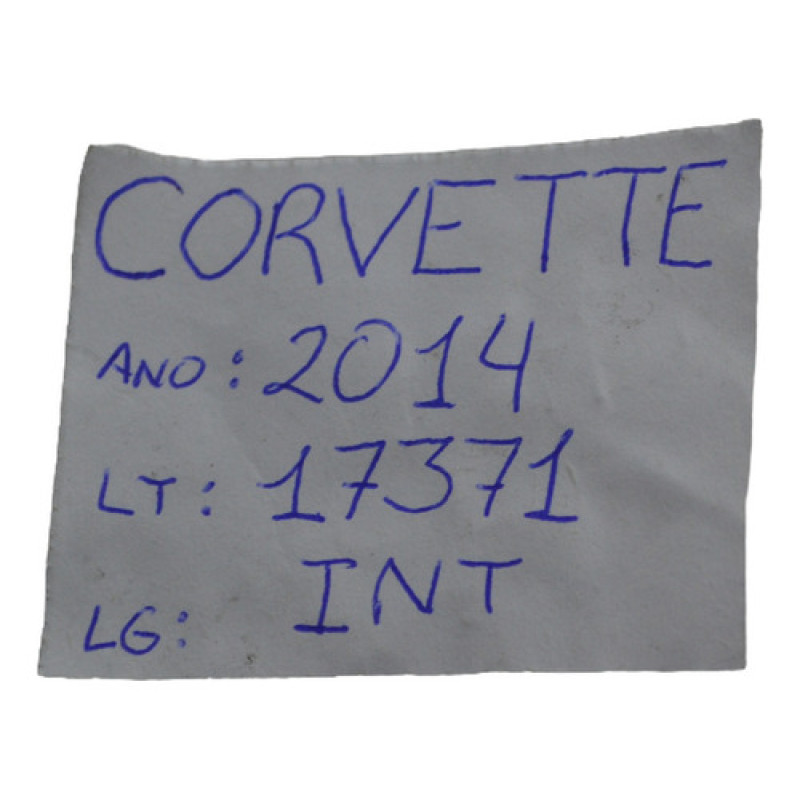 CORVETTE
ANO: 2014
LT: 17371
LG: INT